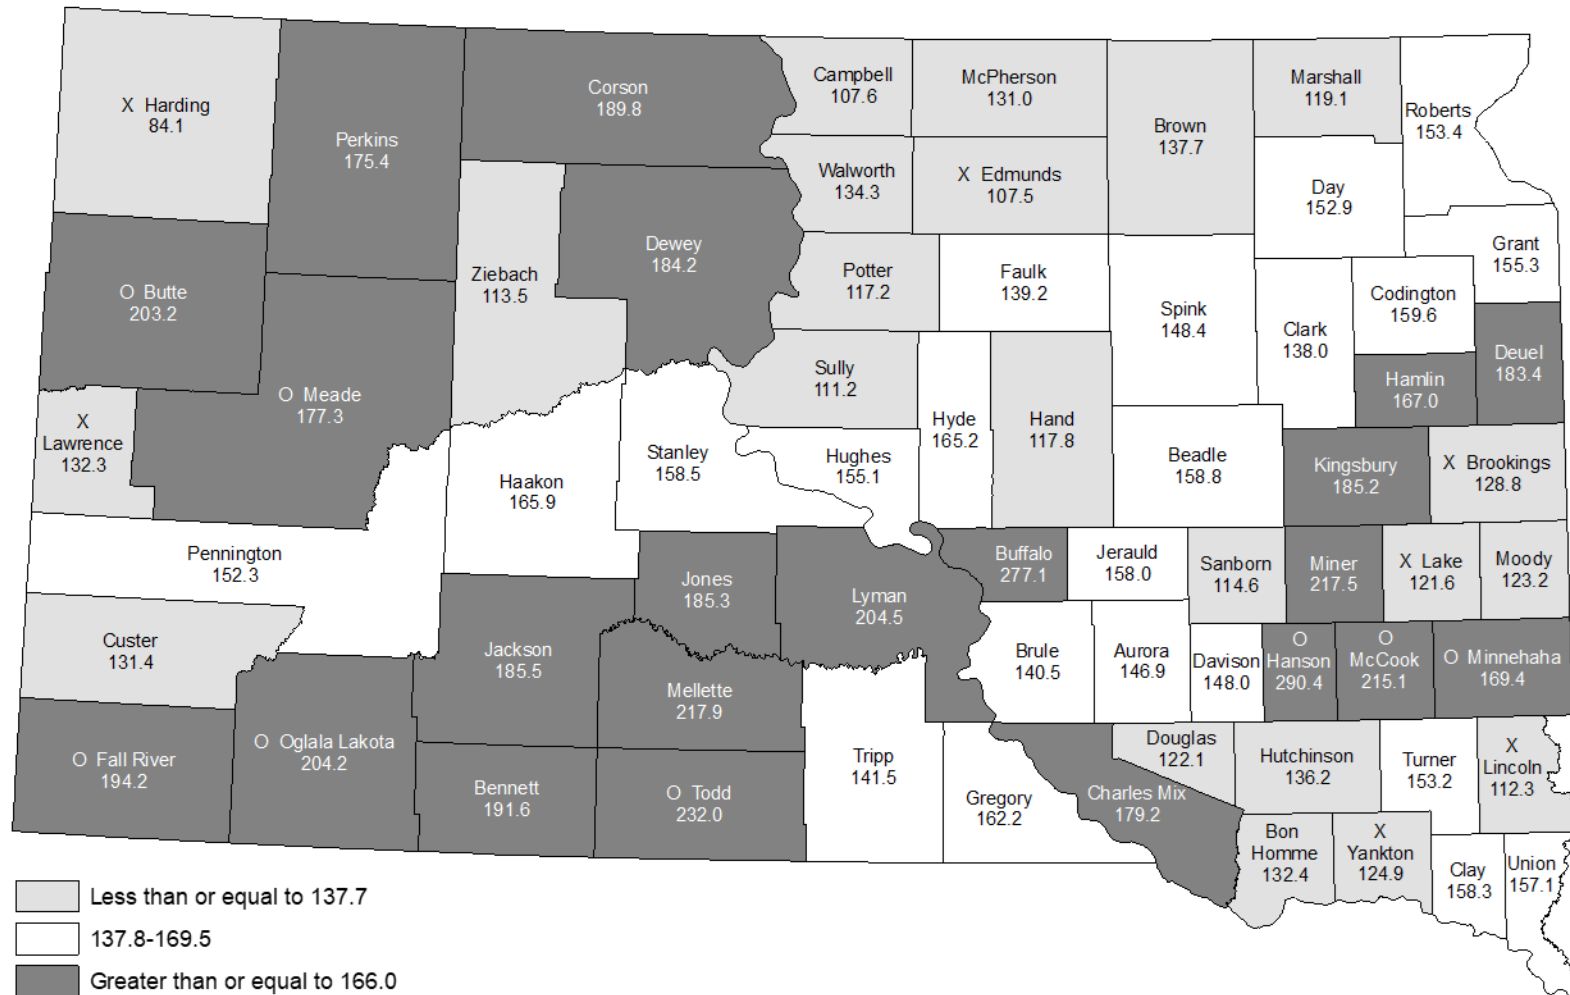 X Harding
84.1
Perkins
175.4
Corson
189.8
Campbell
107.6
McPherson
131.0
Brown
137.7
Marshall
119.1
Roberts
153.4
Walworth
134.3
X Edmunds
107.5
Day
152.9
Grant
155.3
O Butte
203.2
Ziebach
113.5
Dewey
184.2
Potter
117.2
Faulk
139.2
Spink
148.4
Clark
138.0
Codington
159.6
Deuel
183.4
Hamlin
167.0
O Meade
177.3
Sully
111.2
Hyde
165.2
Hand
117.8
X
Lawrence
132.3
Haakon
165.9
Stanley
158.5
Hughes
155.1
Beadle
158.8
Kingsbury
185.2
X Brookings
128.8
Pennington
152.3
Jones
185.3
Lyman
204.5
Buffalo
277.1
Jerauld
158.0
Sanborn
114.6
Miner
217.5
X Lake
121.6
Moody
123.2
Custer
131.4
Jackson
185.5
Mellette
217.9
Brule
140.5
Aurora
146.9
Davison
148.0
O
Hanson
290.4
O
McCook
215.1
O Minnehaha
169.4
O Fall River
194.2
O Oglala Lakota
204.2
Bennett
191.6
O Todd
232.0
Tripp
141.5
Gregory
162.2
Charles Mix
179.2
Douglas
122.1
Hutchinson
136.2
Turner
153.2
X
Lincoln
112.3
Bon
Homme
132.4
X
Yankton
124.9
Clay
158.3
Union
157.1
Less than or equal to 137.7
137.8-169.5
Greater than or equal to 166.0